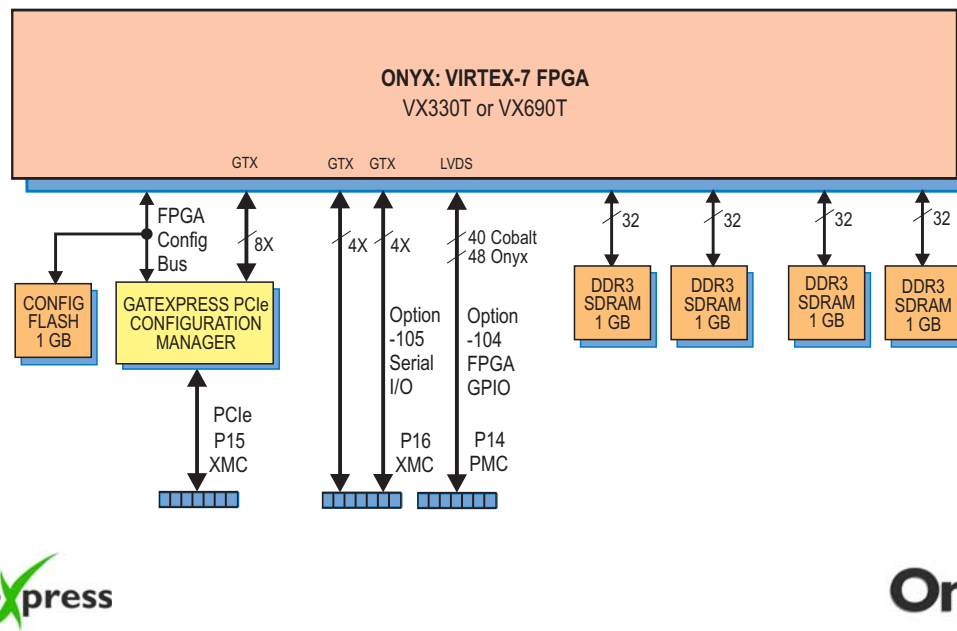 ONYX: VIRTEX-7 FPGA
VX330T or VX690T
GTX
GTX
GTX
LVDS
FPGA
Config
Bus
8X
4X
4X
40 Cobalt
48 Onyx
32
32
32
32
CONFIG
FLASH
1 GB
GATEXPRESS PCIe
CONFIGURATION
MANAGER
Option
-105
Serial
I/O
Option
-104
FPGA
GPIO
DDR3
SDRAM
1 GB
DDR3
SDRAM
1 GB
DDR3
SDRAM
1 GB
DDR3
SDRAM
1 GB
PCIe
P15
XMC
P16
XMC
P14
PMC
Xpress